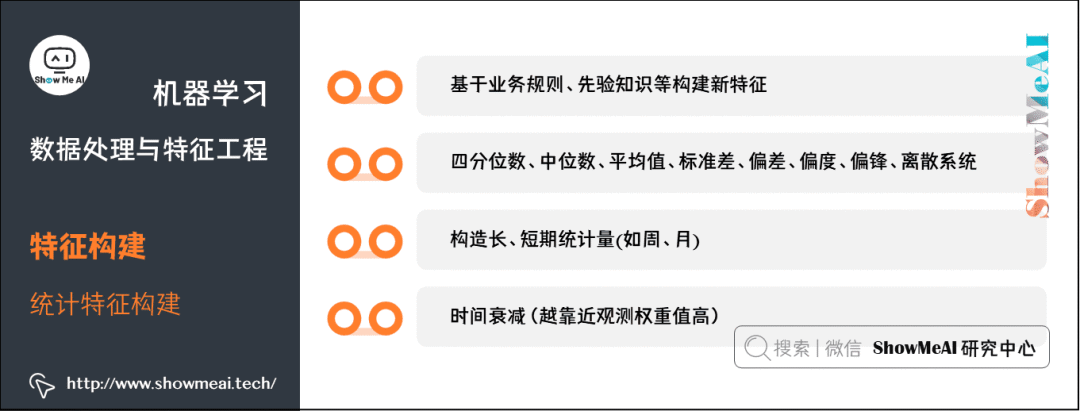 AI
Show Me AI
机器学习
数据处理与特征工程
特征构建
统计特征构建
http://www.showmeai.tech/
基于业务规则、先验知识等构建新特征
四分位数、中位数、平均值、标准差、偏差、偏度、偏锋、离散系统
构造长、短期统计量(如周、月)
时间衰减(越靠近观测权重值高)
搜索 | 微信 ShowMeAI 研究中心
ShowMeAI